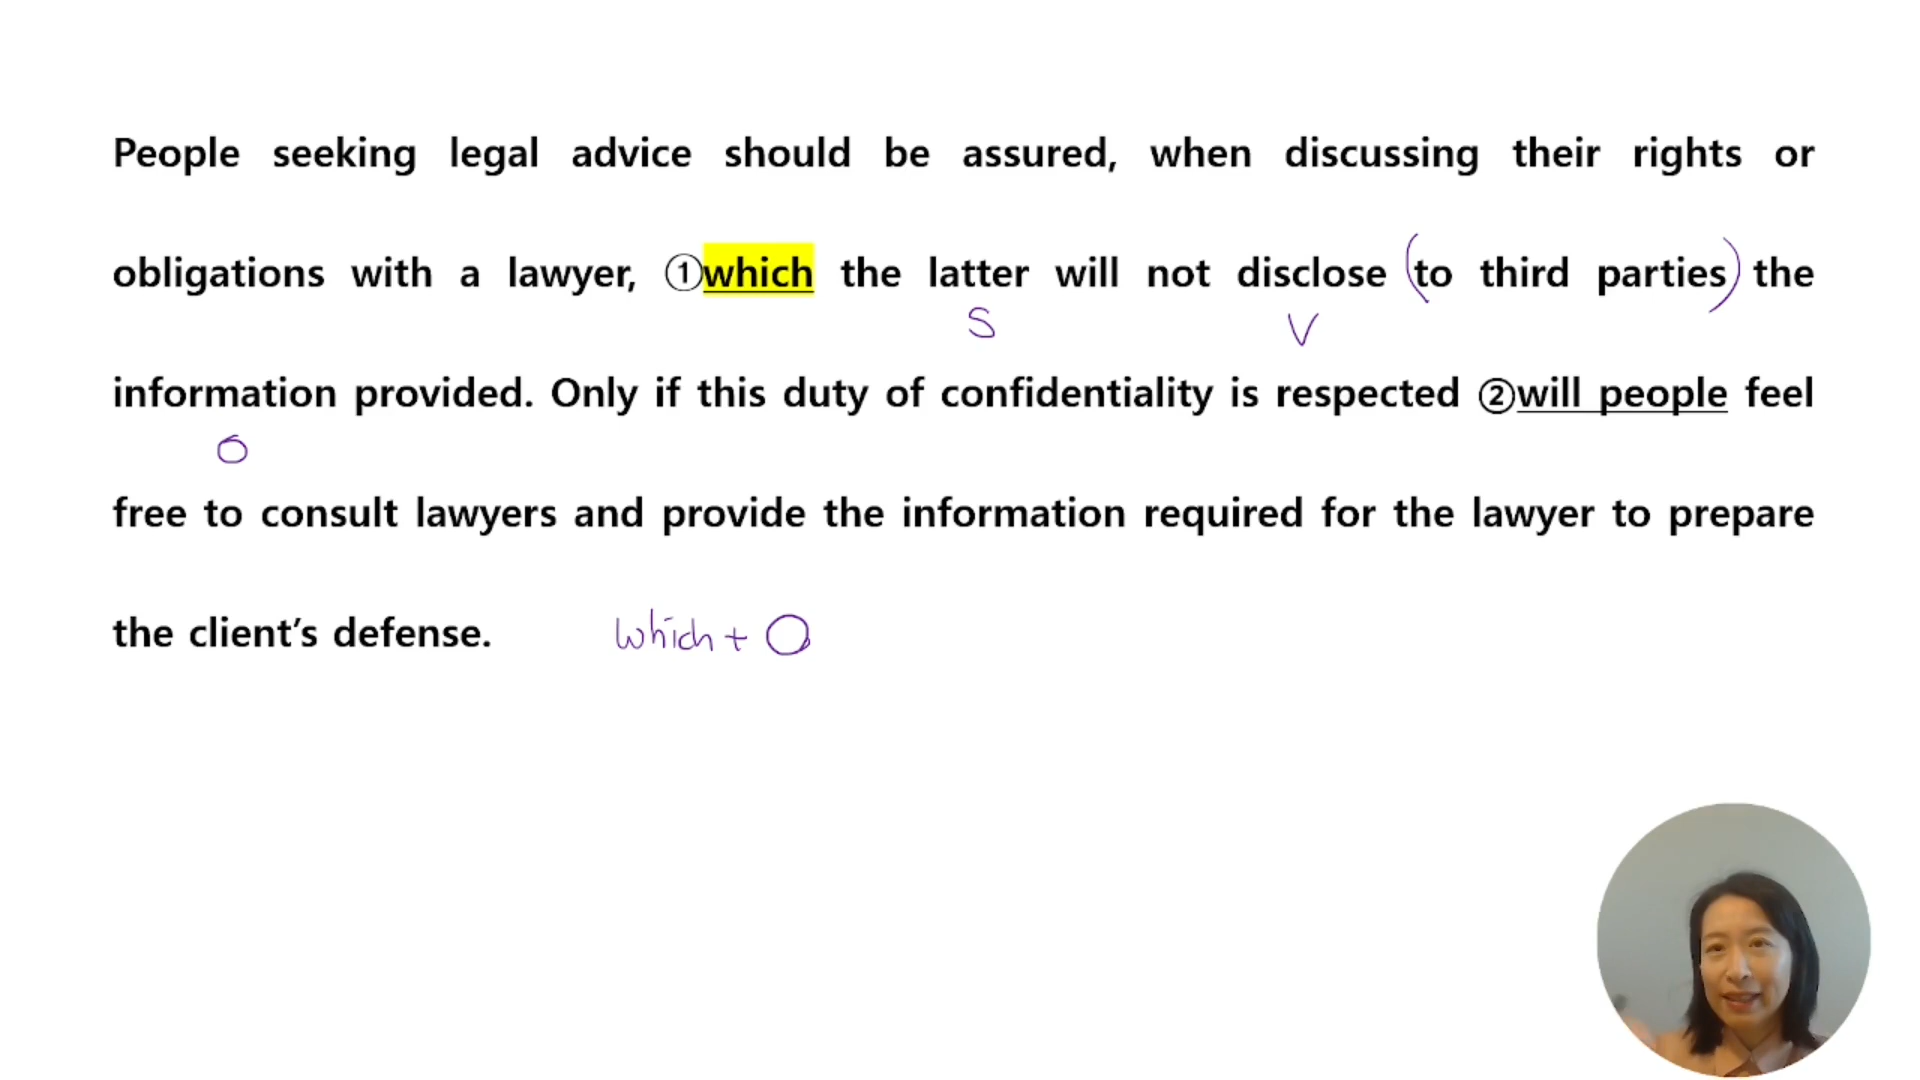 People seeking legal advice should be assured, when discussing their rights or
obligations with a lawyer, ①which the latter will not disclose (to third parties) the
S V
information provided. Only if this duty of confidentiality is respected ②will people feel
O
free to consult lawyers and provide the information required for the lawyer to prepare
the client’s defense. which + O